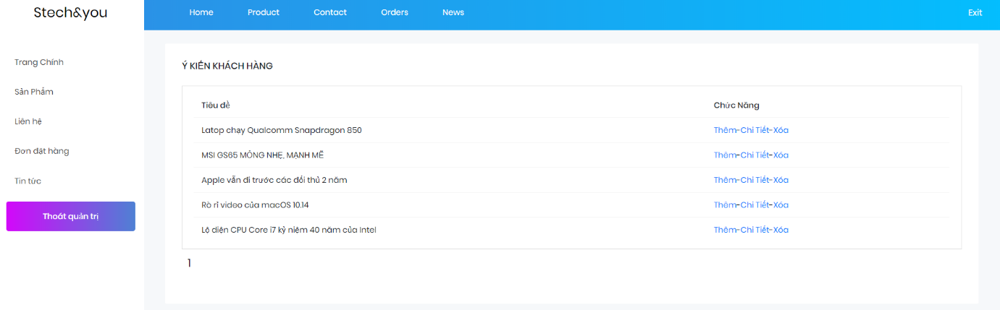 Stech&you
Home Product Contact Orders News Exit
Trang Chính
Sản Phẩm
Liên hệ
Đơn đặt hàng
Tin tức
Thoát quản trị
Ý KIẾN KHÁCH HÀNG
Tiêu đề Chức Năng
Latop chạy Qualcomm Snapdragon 850 Thêm-Chi Tiết-Xóa
MSI GS65 MỎNG NHẸ, MẠNH MẼ Thêm-Chi Tiết-Xóa
Apple vẫn đi trước các đối thủ 2 năm Thêm-Chi Tiết-Xóa
Rò rỉ video của macOS 10.14 Thêm-Chi Tiết-Xóa
Lộ diện CPU Core i7 kỷ niệm 40 năm của Intel Thêm-Chi Tiết-Xóa
1